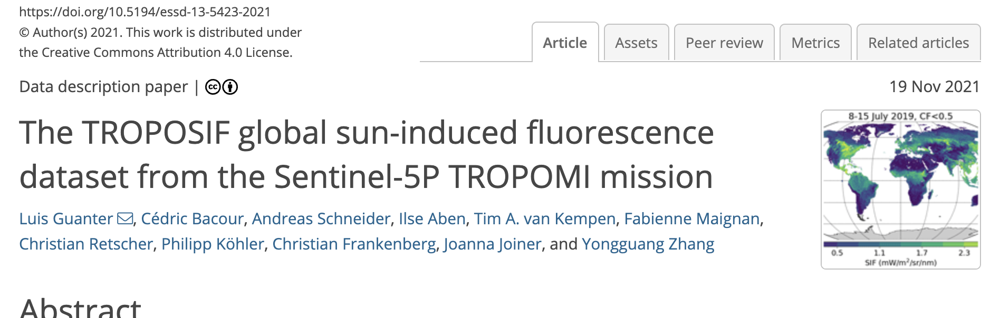 https://doi.org/10.5194/essd-13-5423-2021
© Author(s) 2021. This work is distributed under
the Creative Commons Attribution 4.0 License.
Article
Assets
Peer review
Metrics
Related articles
Data description paper | cc
19 Nov 2021
The TROPOSIF global sun-induced fluorescence
dataset from the Sentinel-5P TROPOMI mission
8-15 July 2019, CF<0.5
0.5 1.1 1.7 2.3
SIF (mW/m²/sr/nm)
Luis Guanter, Cédric Bacour, Andreas Schneider, Ilse Aben, Tim A. van Kempen, Fabienne Maignan,
Christian Retscher, Philipp Köhler, Christian Frankenberg, Joanna Joiner, and Yongguang Zhang
Abstract